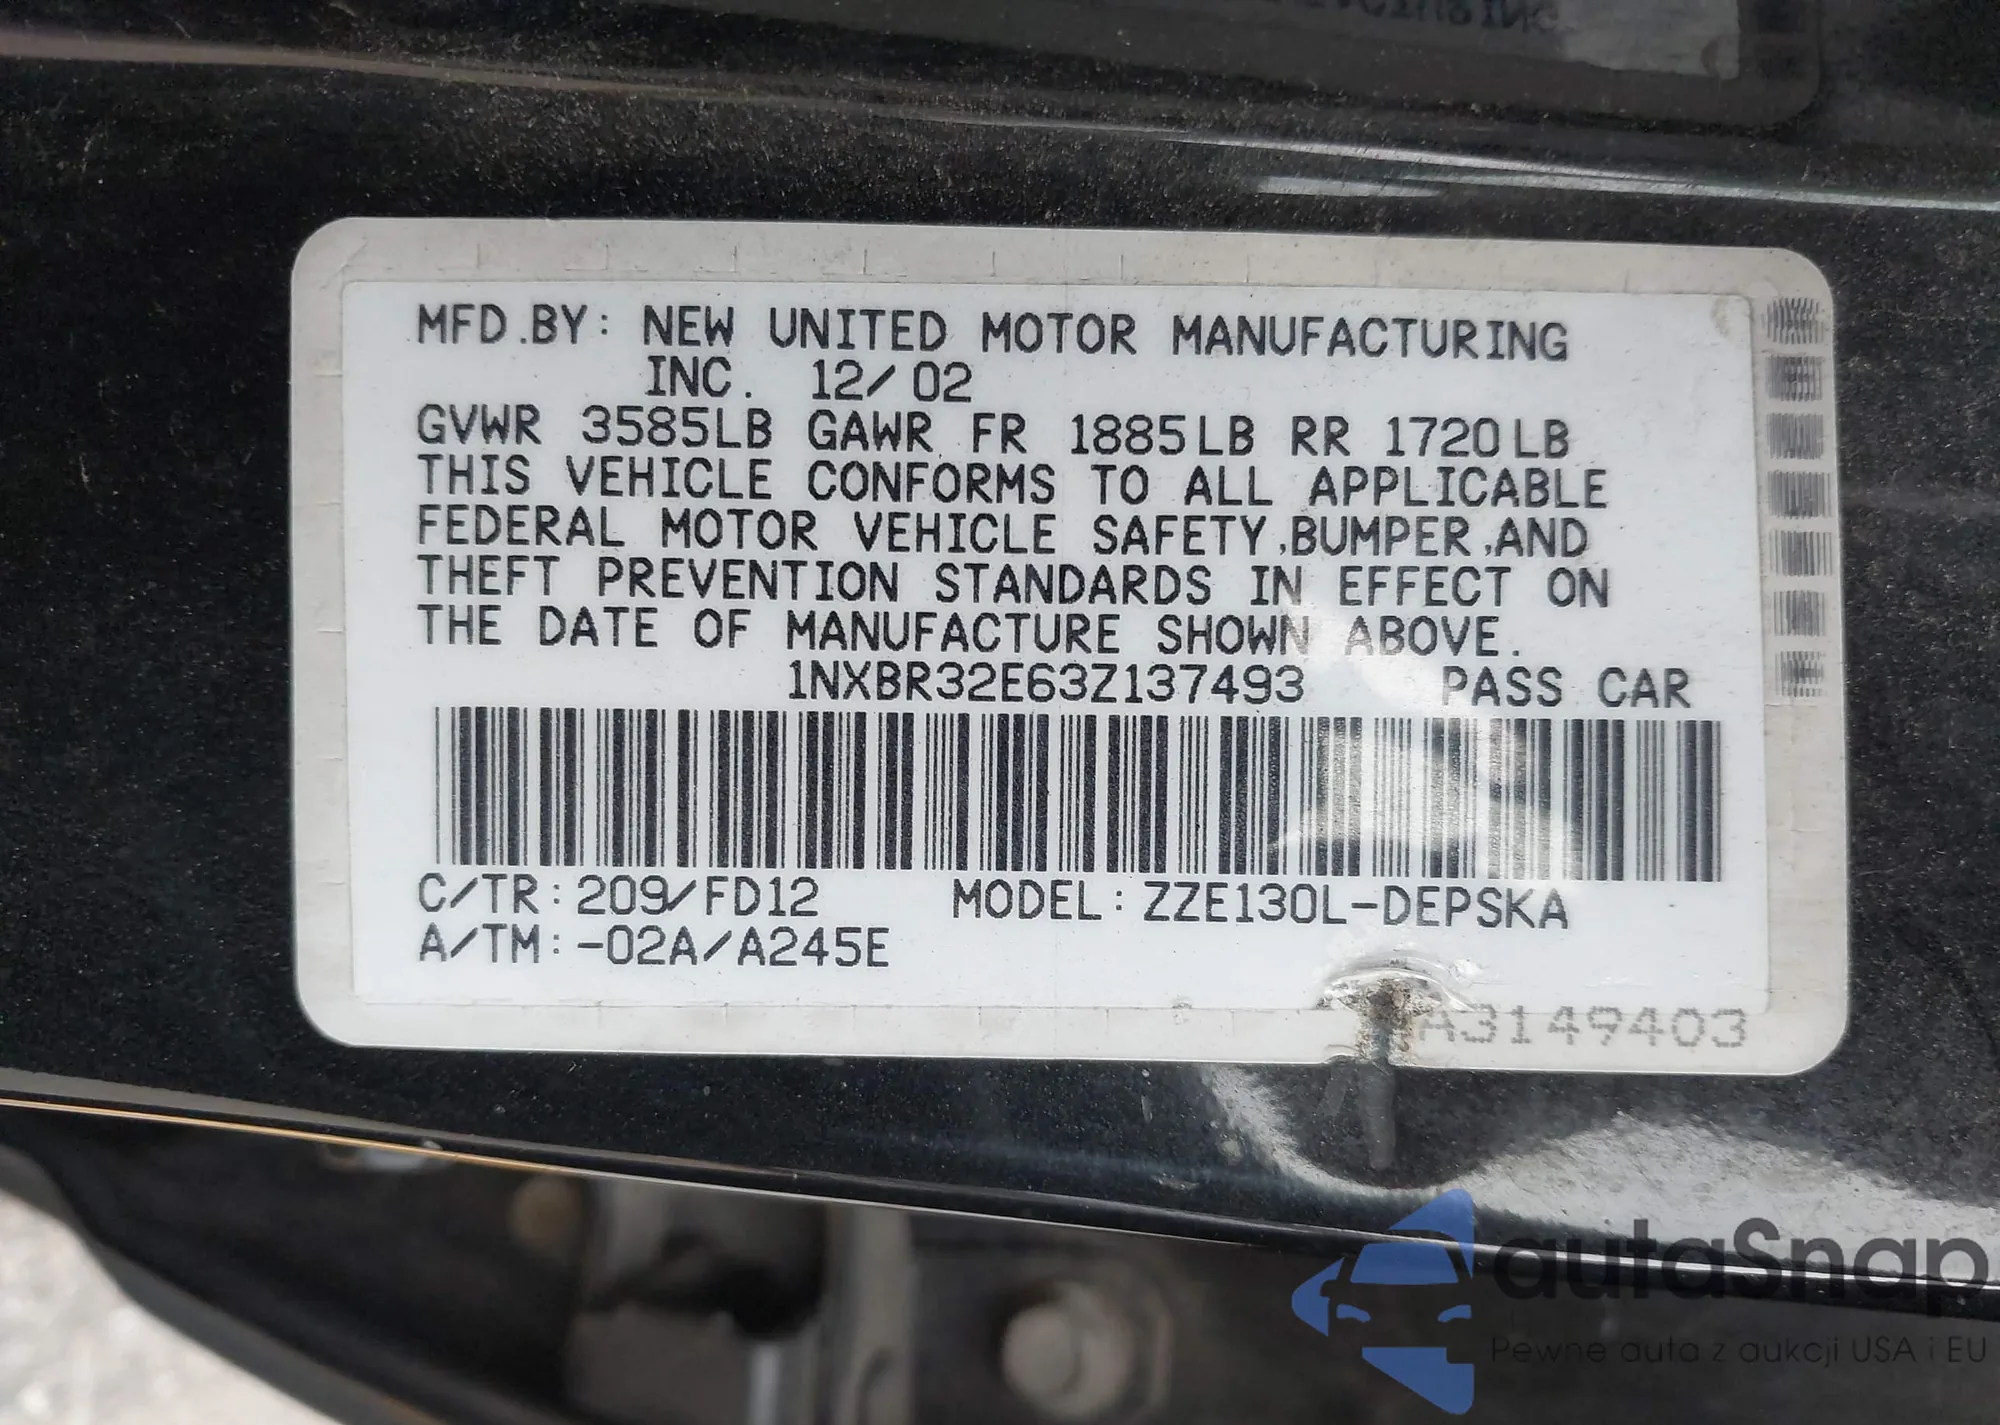 MFD.BY: NEW UNITED MOTOR MANUFACTURING
INC. 12/02
GVWR 3585LB GAWR FR 1885LB RR 1720LB
THIS VEHICLE CONFORMS TO ALL APPLICABLE
FEDERAL MOTOR VEHICLE SAFETY,BUMPER,AND
THEFT PREVENTION STANDARDS IN EFFECT ON
THE DATE OF MANUFACTURE SHOWN ABOVE.
1NXBR32E63Z137493 PASS CAR
C/TR:209/FD12 MODEL:ZZE130L-DEPSKA
A/TM:-02A/A245E
A3149403
autaSnap
Pewne auta z aukcji USA i EU